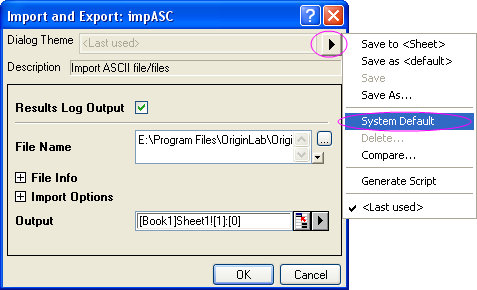 Import and Export: impASC
Dialog Theme <Last used>
Description Import ASCII file/files
Results Log Output
File Name E:\Program Files\OriginLab\Origi
...
File Info
Import Options
Output [Book1]Sheet1![1]:[0]
OK Cancel
Save to <Sheet>
Save as <default>
Save
Save As...
System Default
Delete...
Compare...
Generate Script
<Last used>